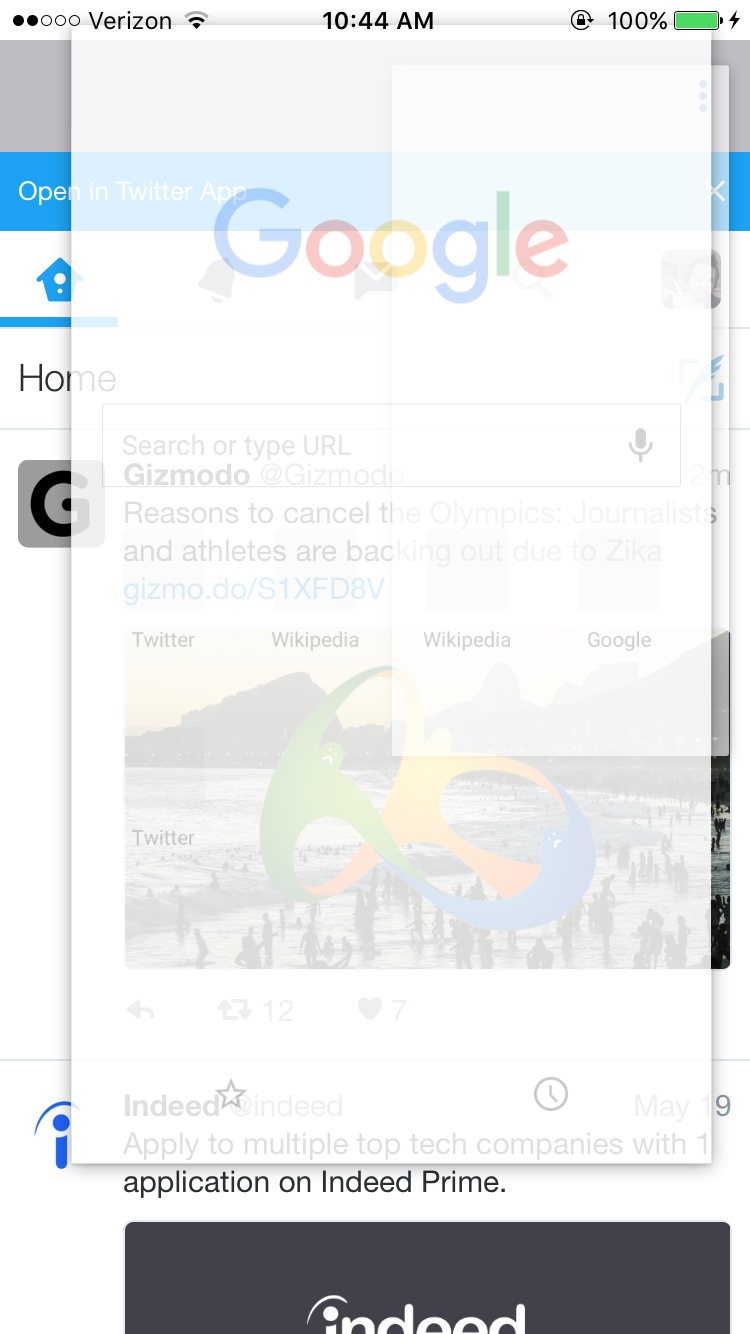 Verizon 10:44 AM 100%
Open in Twitter App
Google
Home
Search or type URL
Gizmodo @Gizmodo 2m
Reasons to cancel the Olympics: Journalists
and athletes are backing out due to Zika
gizmo.do/S1XFD8V
Twitter Wikipedia Wikipedia Google
Twitter
12 7
Indeed @indeed May 19
Apply to multiple top tech companies with 1
application on Indeed Prime.
indeed